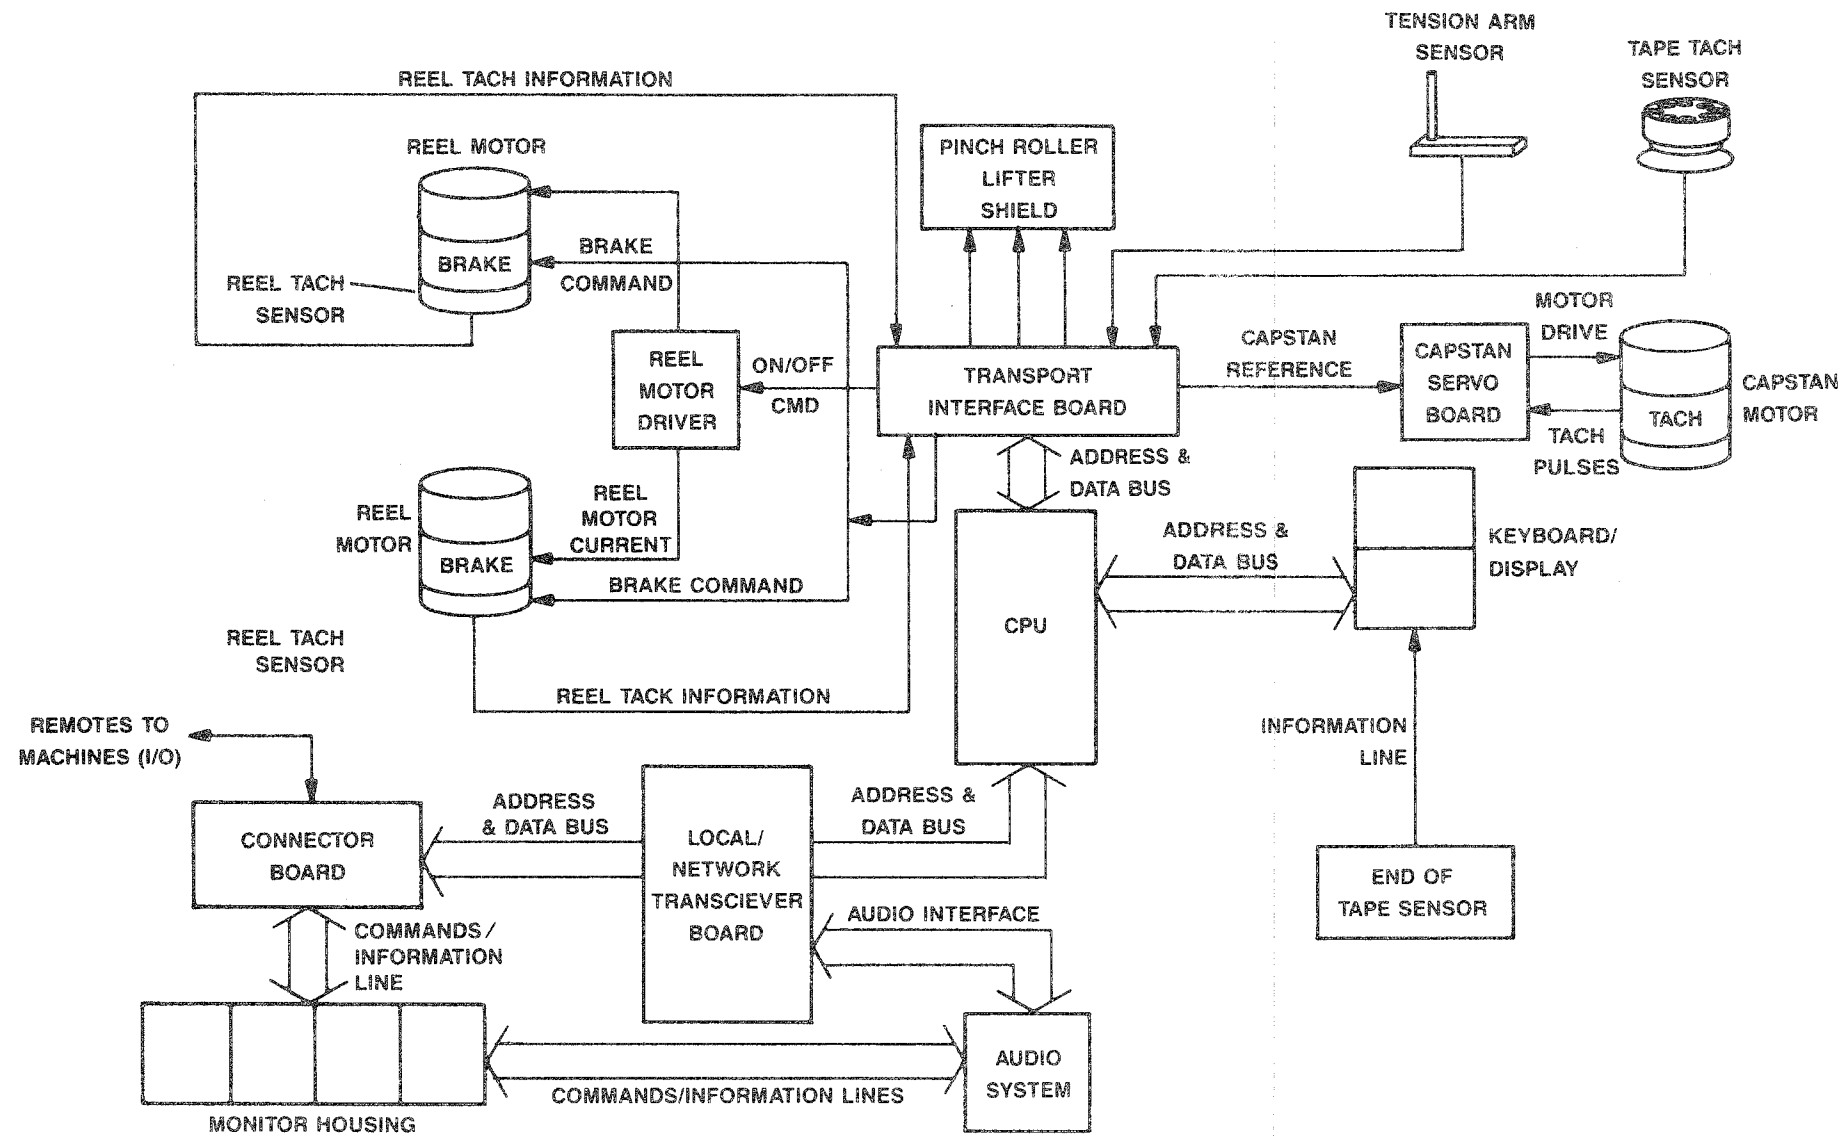 TENSION ARM
SENSOR
TAPE TACH
SENSOR
REEL TACH INFORMATION
REEL MOTOR
PINCH ROLLER
LIFTER
SHIELD
BRAKE
BRAKE
COMMAND
REEL TACH
SENSOR
MOTOR
DRIVE
CAPSTAN
REFERENCE
CAPSTAN
SERVO
BOARD
CAPSTAN
MOTOR
TACH
TACH
PULSES
REEL
MOTOR
DRIVER
ON/OFF
CMD
TRANSPORT
INTERFACE BOARD
ADDRESS &
DATA BUS
REEL
MOTOR
BRAKE
REEL
MOTOR
CURRENT
BRAKE COMMAND
ADDRESS &
DATA BUS
KEYBOARD/
DISPLAY
CPU
REEL TACH
SENSOR
REEL TACK INFORMATION
REMOTES TO
MACHINES (I/O)
INFORMATION
LINE
CONNECTOR
BOARD
ADDRESS
& DATA BUS
LOCAL/
NETWORK
TRANSCIEVER
BOARD
ADDRESS &
DATA BUS
END OF
TAPE SENSOR
AUDIO INTERFACE
COMMANDS/
INFORMATION
LINE
AUDIO
SYSTEM
COMMANDS/INFORMATION LINES
MONITOR HOUSING